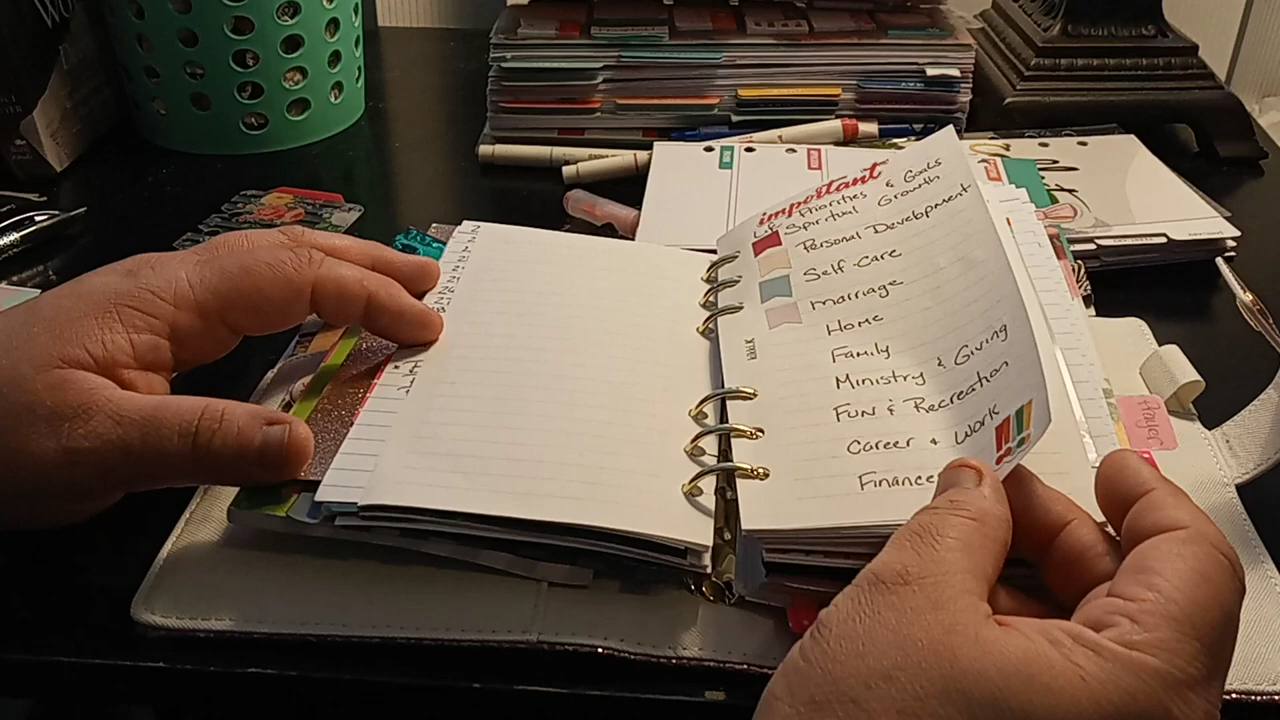 important
Life Priorities & Goals
Spiritual Growth
Personal Development
Self-care
Marriage
Home
Family
Ministry & Giving
Fun & Recreation
Career & Work
Finance
Prayer